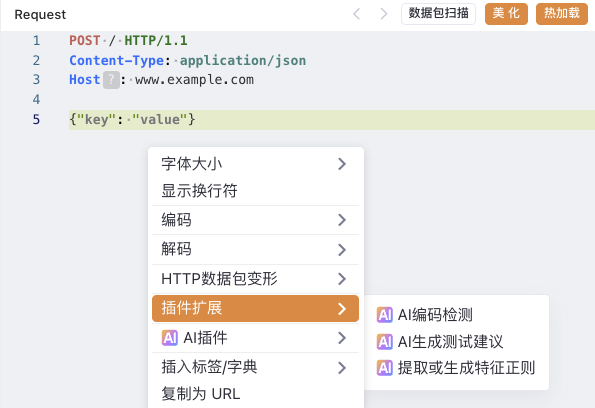 Request 数据包扫描 美 化 热加载
1 POST / HTTP/1.1
2 Content-Type: application/json
3 Host ? : www.example.com
4
5 {"key": "value"}
字体大小
显示换行符
编码
解码
HTTP数据包变形
插件扩展
AI AI插件
插入标签/字典
复制为 URL
AI AI编码检测
AI AI生成测试建议
AI 提取或生成特征正则